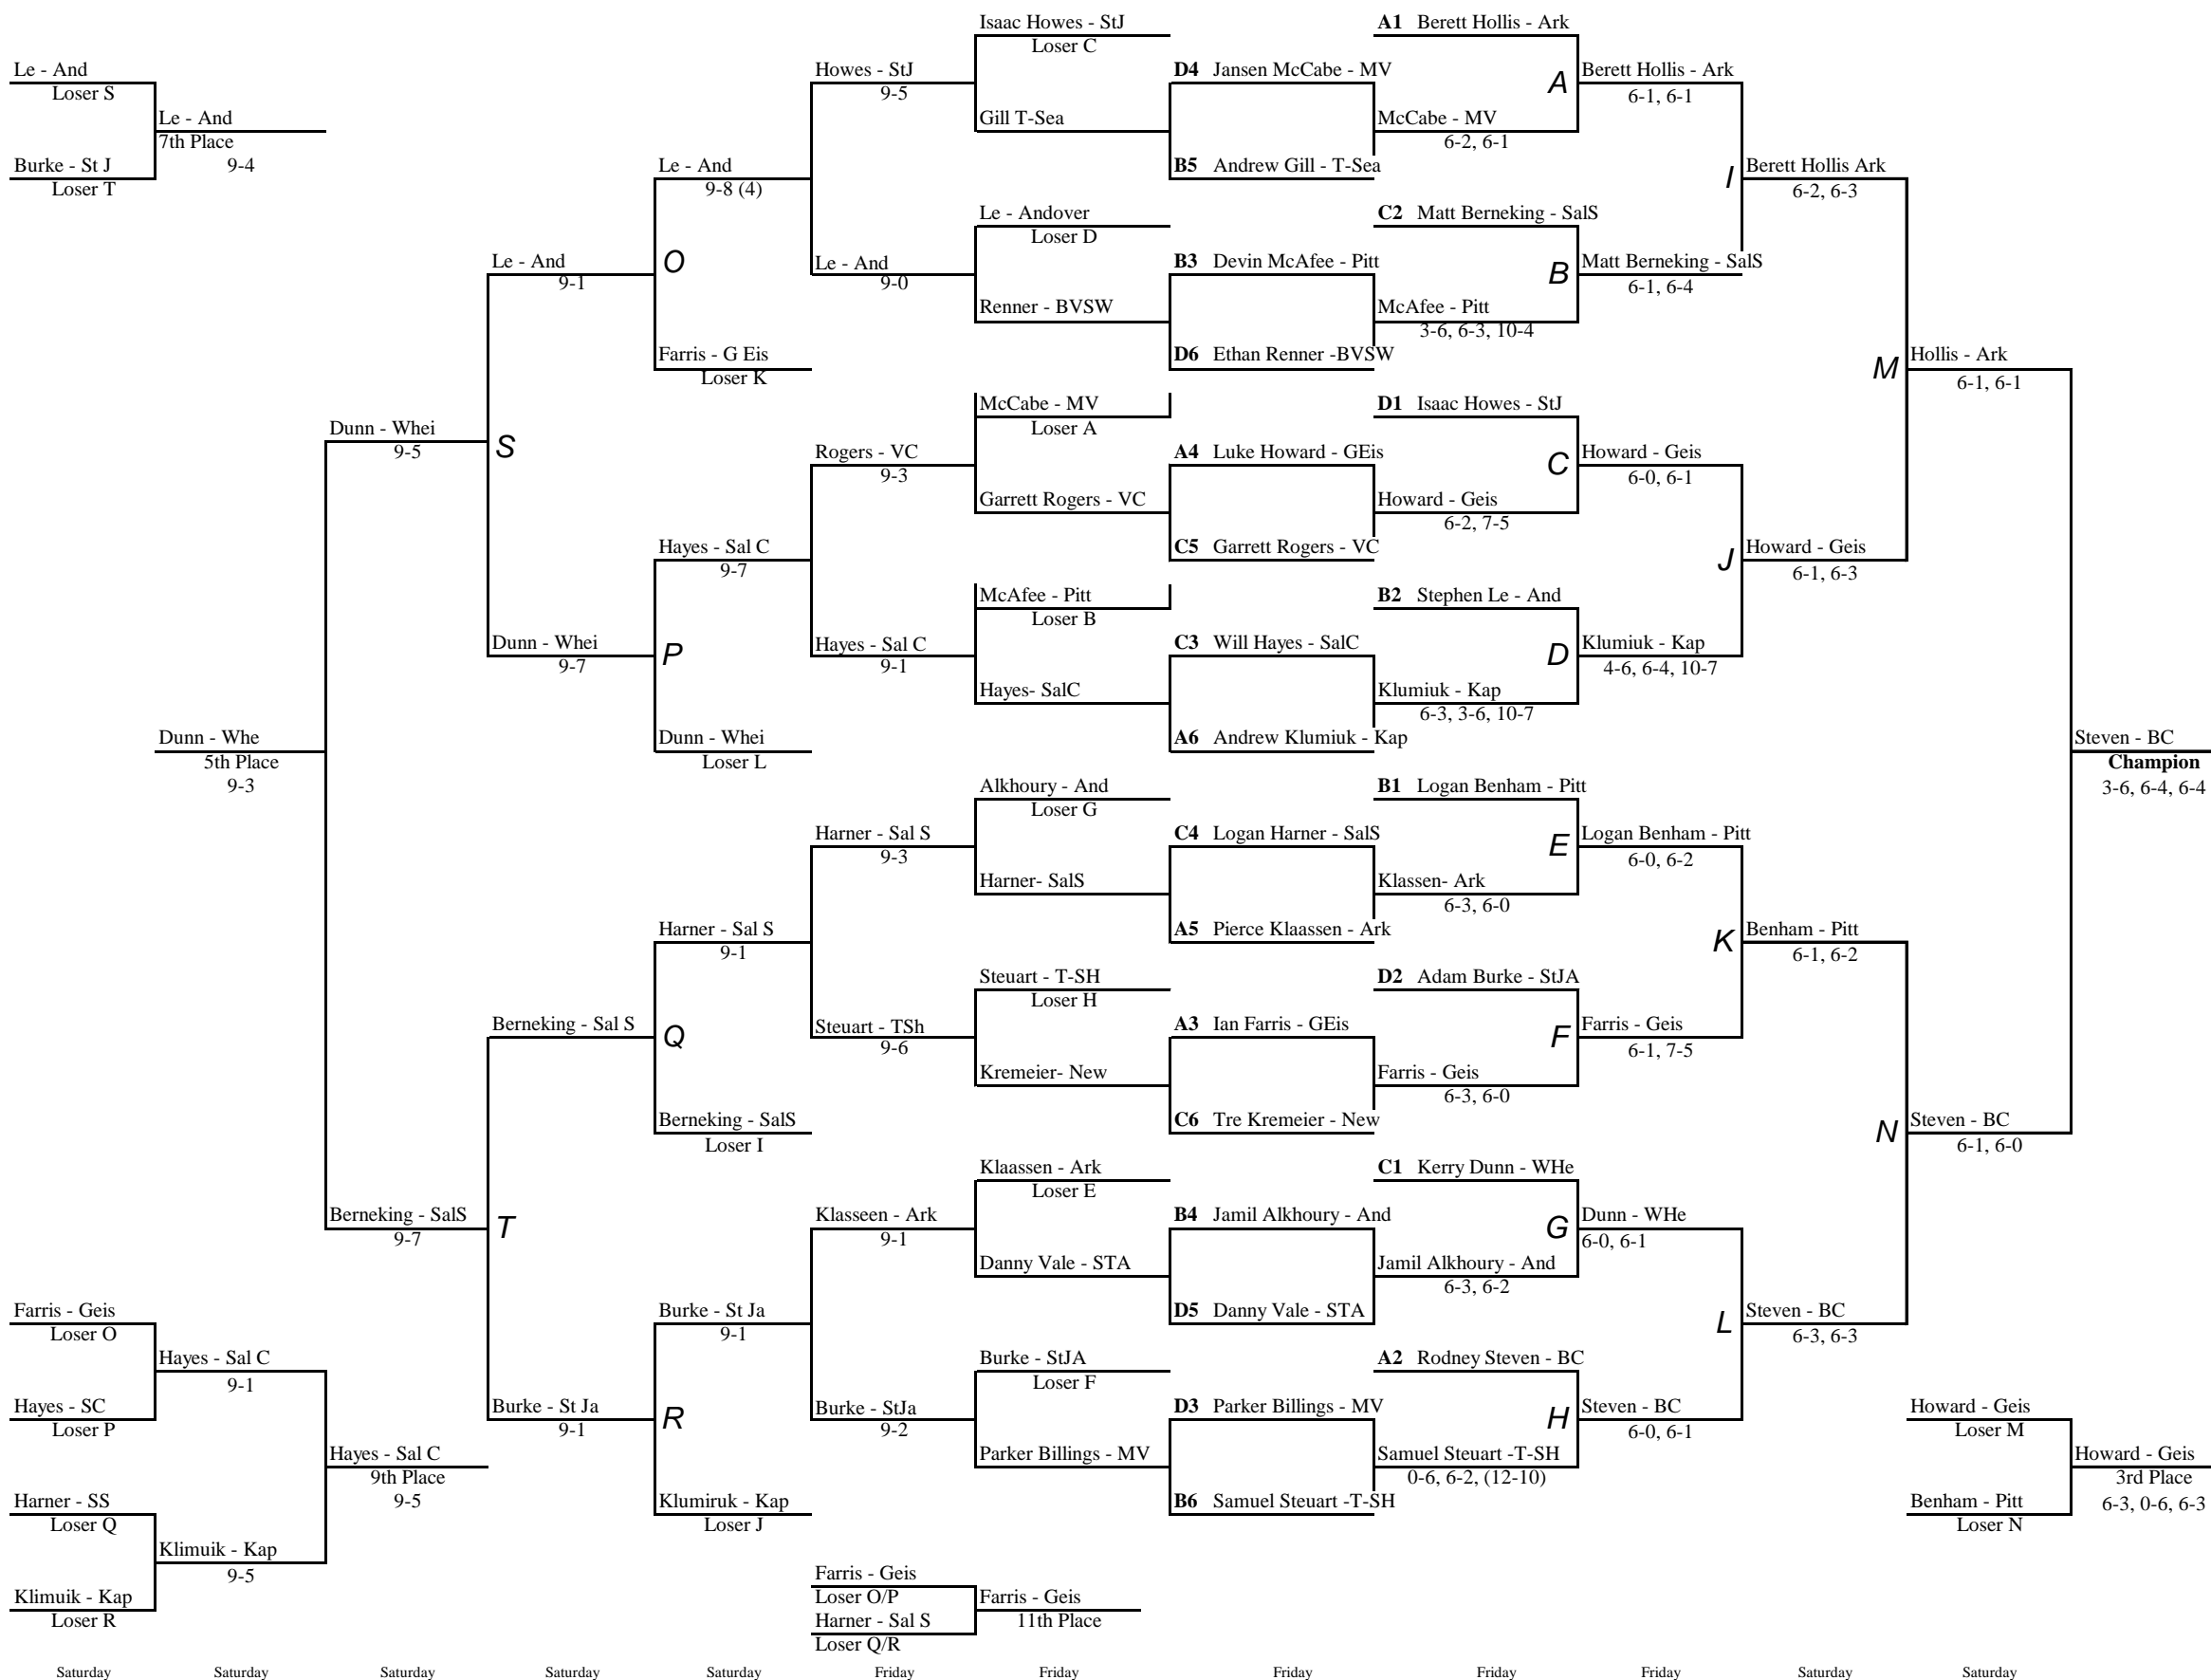 Isaac Howes - StJ
Loser C
A1 Berett Hollis - Ark
Le - And
Loser S
Howes - StJ
9-5
D4 Jansen McCabe - MV
A
Berett Hollis - Ark
6-1, 6-1
Le - And
7th Place
9-4
Gill T-Sea
McCabe - MV
6-2, 6-1
Burke - St J
Loser T
Le - And
9-8 (4)
B5 Andrew Gill - T-Sea
I
Berett Hollis Ark
6-2, 6-3
Le - Andover
Loser D
C2 Matt Berneking - SalS
Le - And
9-1
O
Le - And
9-0
B3 Devin McAfee - Pitt
B
Matt Berneking - SalS
6-1, 6-4
Renner - BVSW
McAfee - Pitt
3-6, 6-3, 10-4
Farris - G Eis
Loser K
D6 Ethan Renner -BVSW
M
Hollis - Ark
6-1, 6-1
McCabe - MV
Loser A
D1 Isaac Howes - StJ
Dunn - Whei
9-5
S
Rogers - VC
9-3
A4 Luke Howard - GEis
C
Howard - Geis
6-0, 6-1
Garrett Rogers - VC
Howard - Geis
6-2, 7-5
Hayes - Sal C
9-7
C5 Garrett Rogers - VC
J
Howard - Geis
6-1, 6-3
McAfee - Pitt
Loser B
B2 Stephen Le - And
Dunn - Whei
9-7
P
Hayes - Sal C
9-1
C3 Will Hayes - SalC
D
Klumiuk - Kap
4-6, 6-4, 10-7
Hayes- SalC
Klumiuk - Kap
6-3, 3-6, 10-7
Dunn - Whe
5th Place
9-3
Dunn - Whei
Loser L
A6 Andrew Klumiuk - Kap
Steven - BC
Champion
3-6, 6-4, 6-4
Alkhoury - And
Loser G
B1 Logan Benham - Pitt
Harner - Sal S
9-3
C4 Logan Harner - SalS
E
Logan Benham - Pitt
6-0, 6-2
Harner- SalS
Klassen- Ark
6-3, 6-0
Harner - Sal S
9-1
A5 Pierce Klaassen - Ark
K
Benham - Pitt
6-1, 6-2
Steuart - T-SH
Loser H
D2 Adam Burke - StJA
Berneking - Sal S
Q
Steuart - TSh
9-6
A3 Ian Farris - GEis
F
Farris - Geis
6-1, 7-5
Kremeier- New
Farris - Geis
6-3, 6-0
Berneking - SalS
Loser I
C6 Tre Kremeier - New
N
Steven - BC
6-1, 6-0
Klaassen - Ark
Loser E
C1 Kerry Dunn - WHe
Berneking - SalS
9-7
T
Klasseen - Ark
9-1
B4 Jamil Alkhoury - And
G
Dunn - WHe
6-0, 6-1
Danny Vale - STA
Jamil Alkhoury - And
6-3, 6-2
Farris - Geis
Loser O
Burke - St Ja
9-1
D5 Danny Vale - STA
L
Steven - BC
6-3, 6-3
Hayes - Sal C
9-1
Burke - StJA
Loser F
A2 Rodney Steven - BC
Hayes - SC
Loser P
Burke - St Ja
9-1
R
Burke - StJa
9-2
D3 Parker Billings - MV
H
Steven - BC
6-0, 6-1
Howard - Geis
Loser M
Hayes - Sal C
9th Place
9-5
Parker Billings - MV
Samuel Steuart -T-SH
0-6, 6-2, (12-10)
Howard - Geis
3rd Place
6-3, 0-6, 6-3
Harner - SS
Loser Q
Klumiruk - Kap
Loser J
B6 Samuel Steuart -T-SH
Benham - Pitt
Loser N
Klimuik - Kap
9-5
Farris - Geis
Loser O/P
Klimuik - Kap
Loser R
Farris - Geis
11th Place
Harner - Sal S
Loser Q/R
Saturday Saturday Saturday Saturday Saturday Friday Friday Friday Friday Friday Saturday Saturday